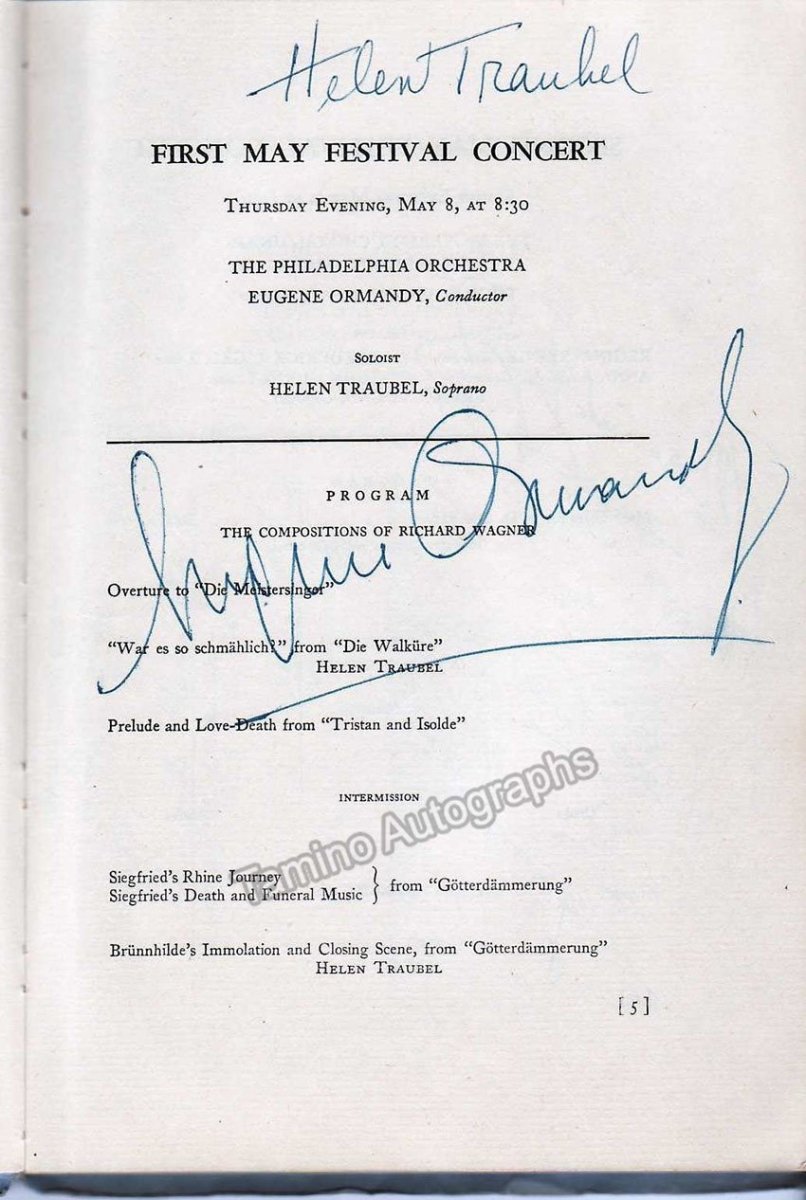 Helen Traubel
FIRST MAY FESTIVAL CONCERT
THURSDAY EVENING, MAY 8, AT 8:30
THE PHILADELPHIA ORCHESTRA
EUGENE ORMANDY, Conductor
SOLOIST
HELEN TRAUBEL, Soprano
Eugene Ormandy
PROGRAM
THE COMPOSITIONS OF RICHARD WAGNER
Overture to "Die Meistersinger"
"War es so schmählich?" from "Die Walküre"
HELEN TRAUBEL
Prelude and Love-Death from "Tristan and Isolde"
INTERMISSION
Tamino Autographs
Siegfried's Rhine Journey
Siegfried's Death and Funeral Music } from "Götterdämmerung"
Brünnhilde's Immolation and Closing Scene, from "Götterdämmerung"
HELEN TRAUBEL
[5]